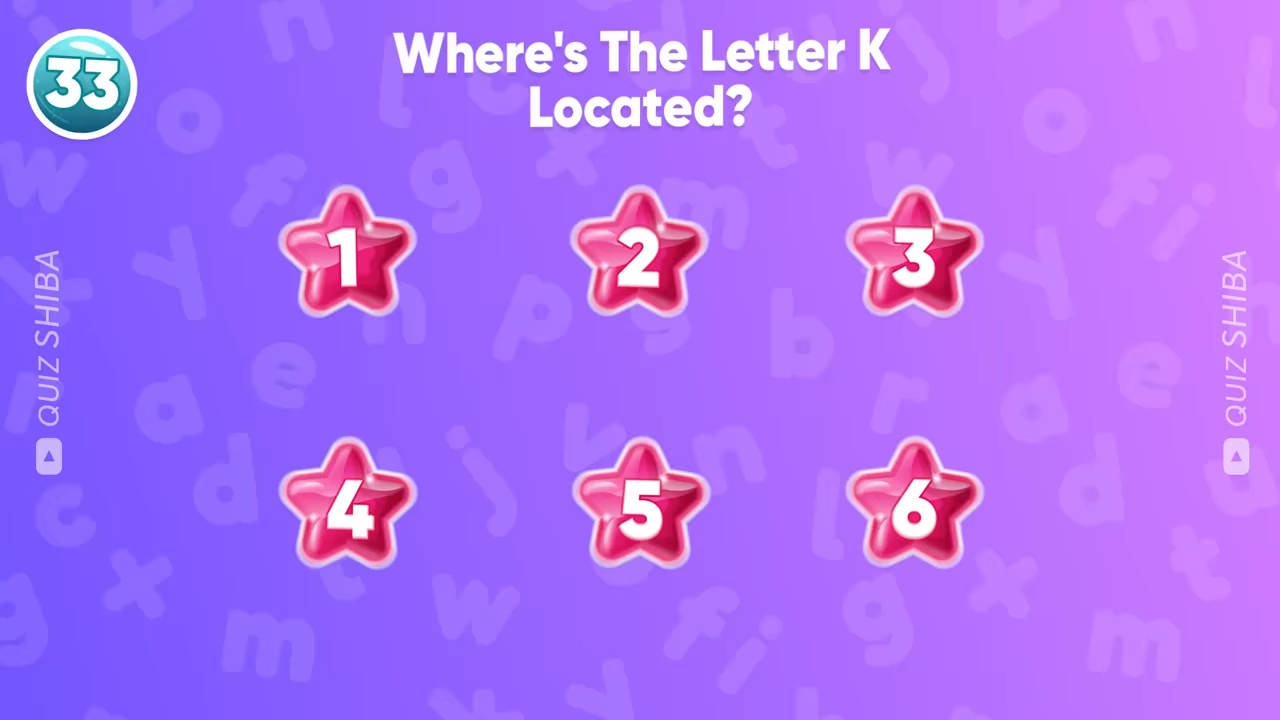 33
Where's The Letter K
Located?
1 2 3
QUIZ SHIBA
QUIZ SHIBA
4 5 6